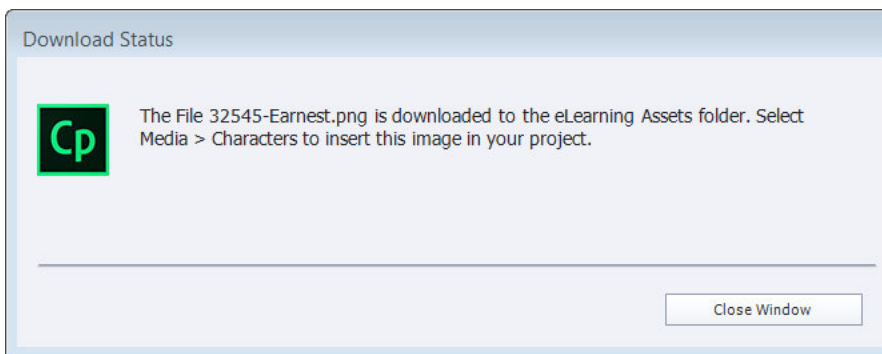 Download Status
The File 32545-Earnest.png is downloaded to the eLearning Assets folder. Select
Media > Characters to insert this image in your project.
Cp
Close Window